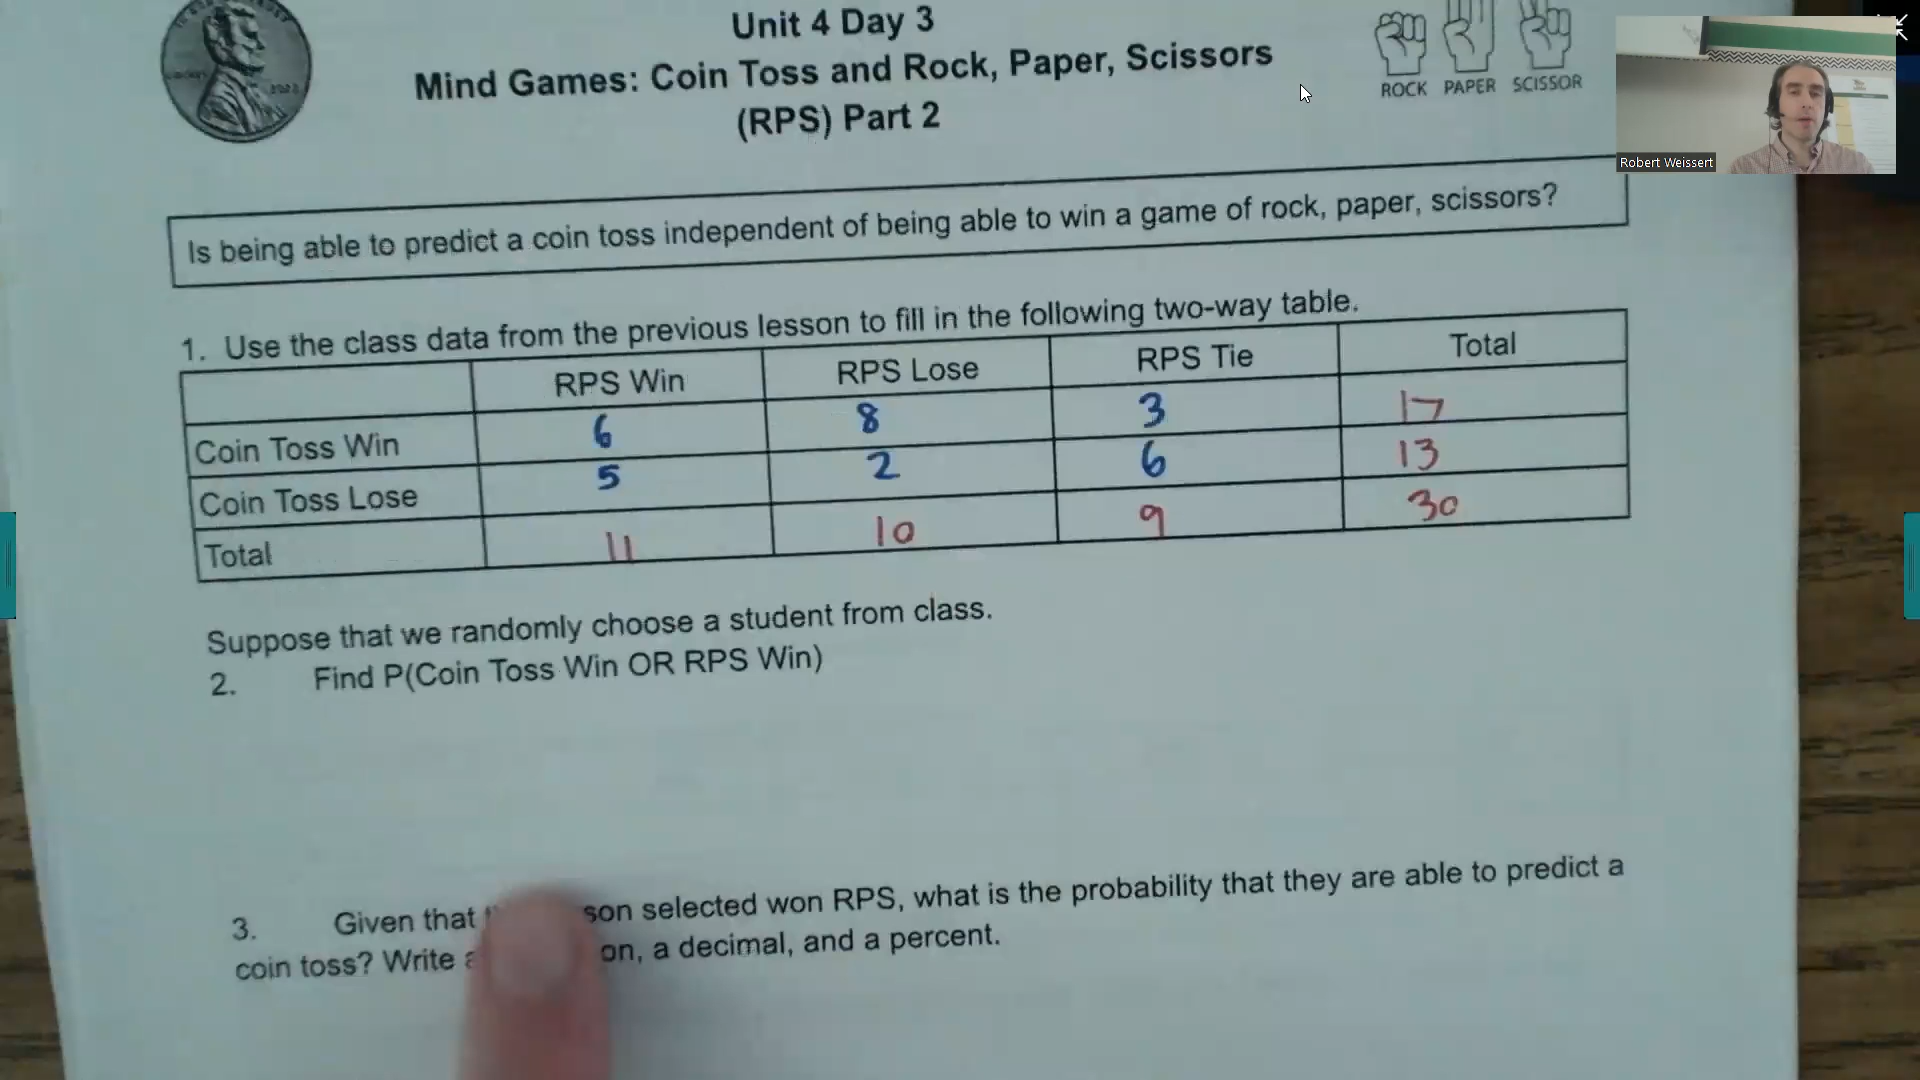 Unit 4 Day 3
Mind Games: Coin Toss and Rock, Paper, Scissors
(RPS) Part 2
ROCK PAPER SCISSOR
Robert Weissert
Is being able to predict a coin toss independent of being able to win a game of rock, paper, scissors?
1. Use the class data from the previous lesson to fill in the following two-way table.
RPS Win RPS Lose RPS Tie Total
Coin Toss Win 6 8 3 17
Coin Toss Lose 5 2 6 13
Total 11 10 9 30
Suppose that we randomly choose a student from class.
2. Find P(Coin Toss Win OR RPS Win)
3. Given that son selected won RPS, what is the probability that they are able to predict a
coin toss? Write on, a decimal, and a percent.